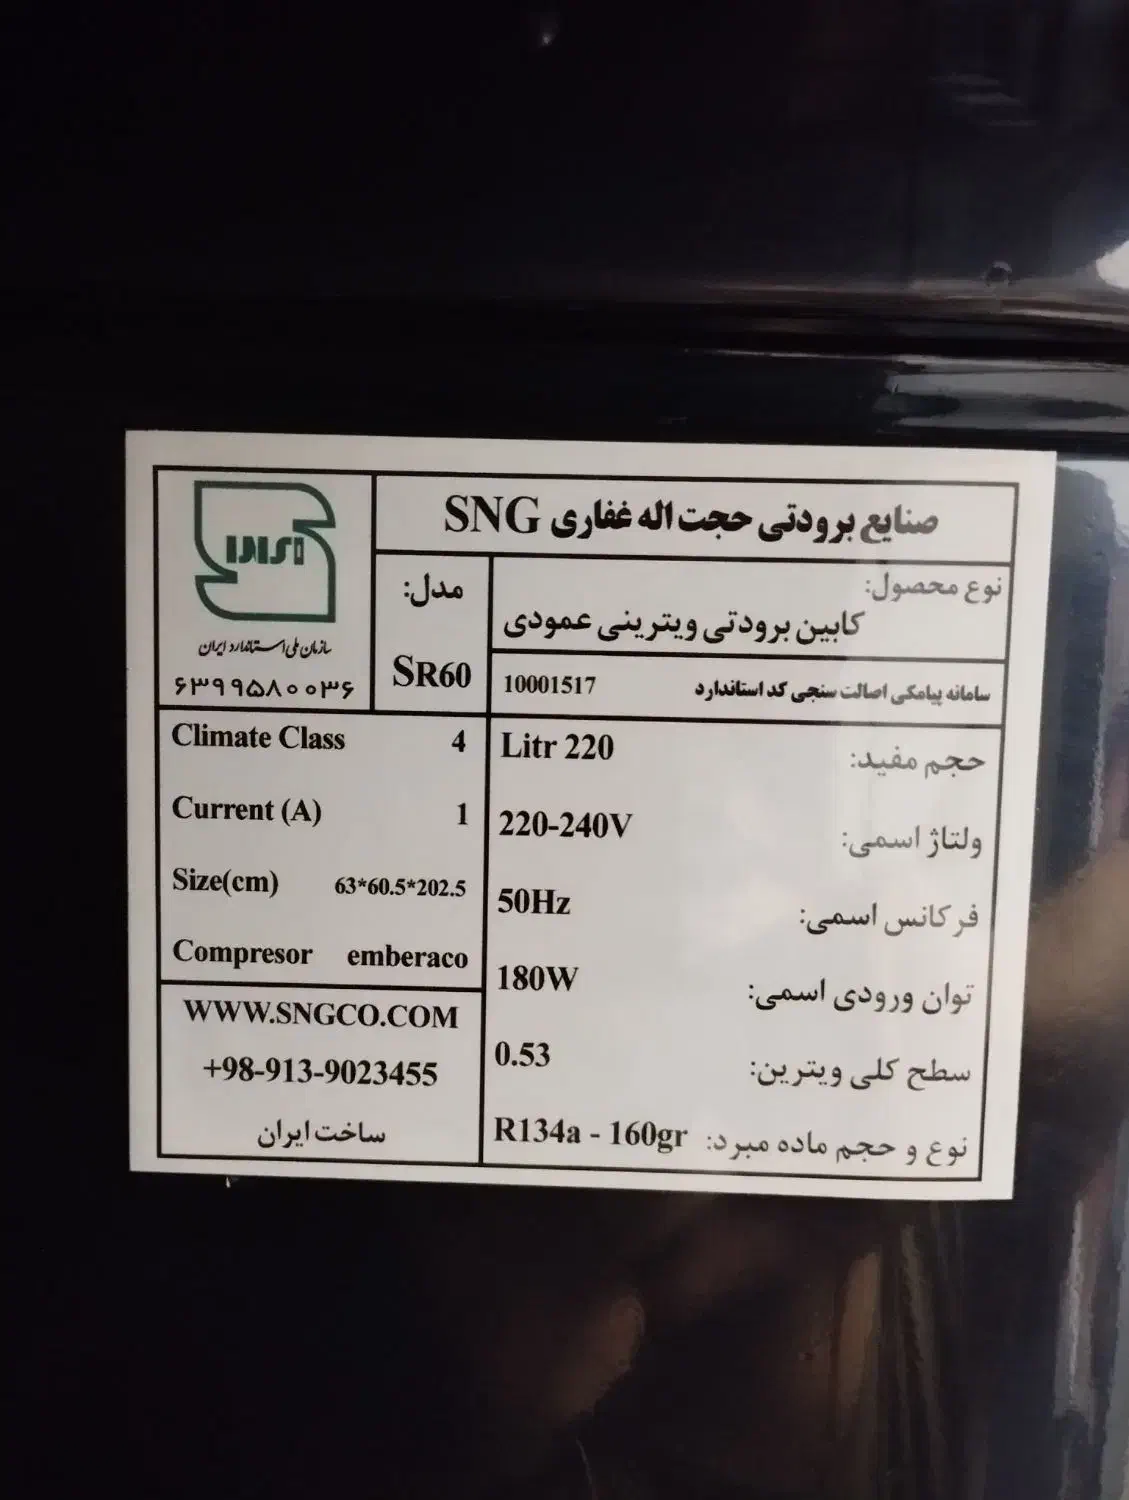 صنایع برودتی حجت اله غفاری SNG
استاندارد
سازمان ملی استاندارد ایران
۶۳۹۹۵۸۰۰۳۶
مدل:
SR60
نوع محصول:
کابین برودتی ویترینی عمودی
سامانه پیامکی اصالت سنجی کد استاندارد 10001517
حجم مفید: Litr 220
ولتاژ اسمی: 220-240V
فرکانس اسمی: 50Hz
توان ورودی اسمی: 180W
سطح کلی ویترین: 0.53
نوع و حجم ماده مبرد: R134a - 160gr
Climate Class 4
Current (A) 1
Size(cm) 63*60.5*202.5
Compresor emberaco
WWW.SNGCO.COM
+98-913-9023455
ساخت ایران